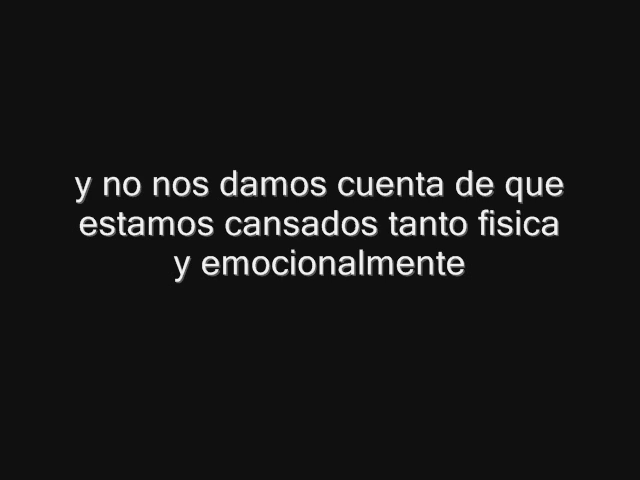 y no nos damos cuenta de que
estamos cansados tanto fisica
y emocionalmente